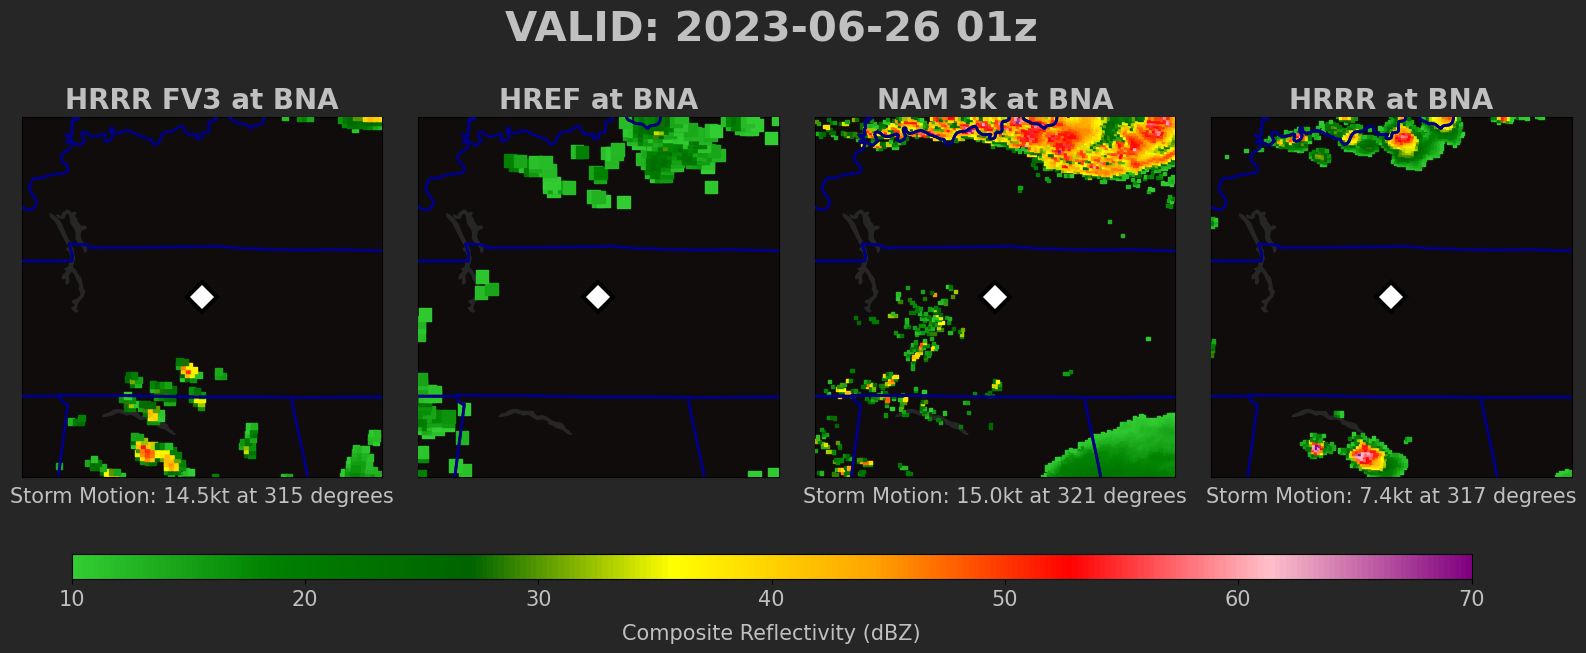 VALID: 2023-06-26 01z
HRRR FV3 at BNA
HREF at BNA
NAM 3k at BNA
HRRR at BNA
Storm Motion: 14.5kt at 315 degrees
Storm Motion: 15.0kt at 321 degrees
Storm Motion: 7.4kt at 317 degrees
10 20 30 40 50 60 70
Composite Reflectivity (dBZ)